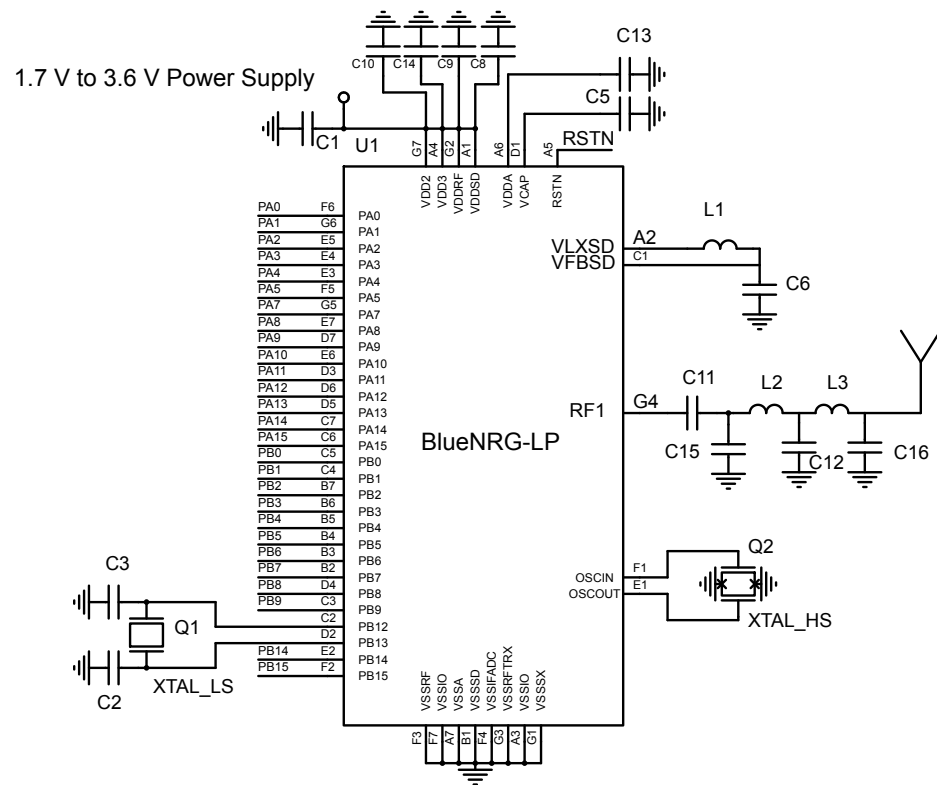 C13
C10 C14 C9 C8
1.7 V to 3.6 V Power Supply
C5
C1 U1
RSTN
G7 A4 G2 A1 A6 D1 A5
VDD2 VDD3 VDDRF VDDSD VDDA VCAP RSTN
PA0 F6 PA0
PA1 G6 PA1
PA2 E5 PA2
PA3 E4 PA3
PA4 E3 PA4
PA5 F5 PA5
PA7 G5 PA7
PA8 E7 PA8
PA9 D7 PA9
PA10 E6 PA10
PA11 D3 PA11
PA12 D6 PA12
PA13 D5 PA13
PA14 C7 PA14
PA15 C6 PA15
PB0 C5 PB0
PB1 C4 PB1
PB2 B7 PB2
PB3 B6 PB3
PB4 B5 PB4
PB5 B4 PB5
PB6 B3 PB6
PB7 B2 PB7
PB8 D4 PB8
PB9 C3 PB9
C2 PB12
D2 PB13
PB14 E2 PB14
PB15 F2 PB15
C3
Q1
C2
XTAL_LS
BlueNRG-LP
L1
VLXSD A2
VFBSD C1
C6
C11 L2 L3
RF1 G4
C15 C12 C16
Q2
OSCIN F1
OSCOUT E1
XTAL_HS
VSSRF VSSIO VSSA VSSSD VSSIFADC VSSRFTRX VSSIO VSSSX
F3 F7 A7 B1 F4 G3 A3 G1